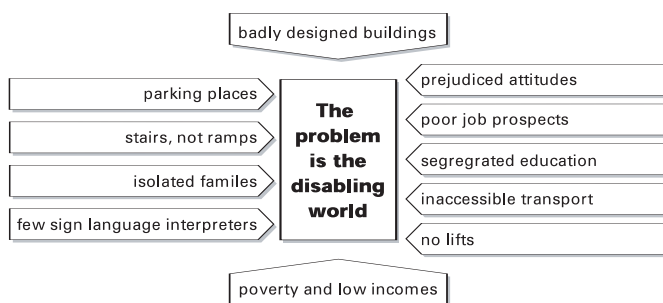 badly designed buildings
parking places
stairs, not ramps
isolated familes
few sign language interpreters
The
problem
is the
disabling
world
prejudiced attitudes
poor job prospects
segregrated education
inaccessible transport
no lifts
poverty and low incomes